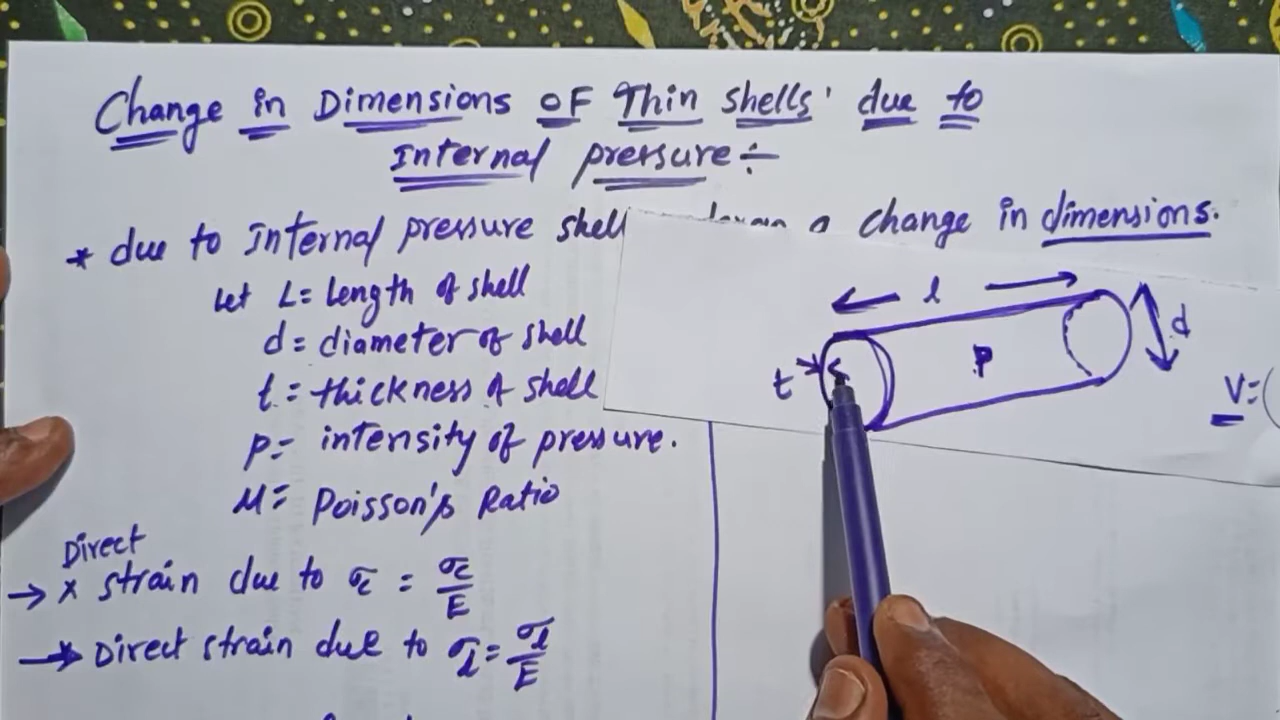 Change in Dimensions OF Thin shells' due to
Internal pressure÷
* due to Internal pressure shell a change in dimensions.
Let L= Length of shell
d= diameter of shell
t= thickness of shell
P= intensity of pressure.
μ= Poisson's Ratio
Direct
→ × strain due to σc = σc/E
→ Direct strain due to σl = σl/E
l
t
P
d
V=(